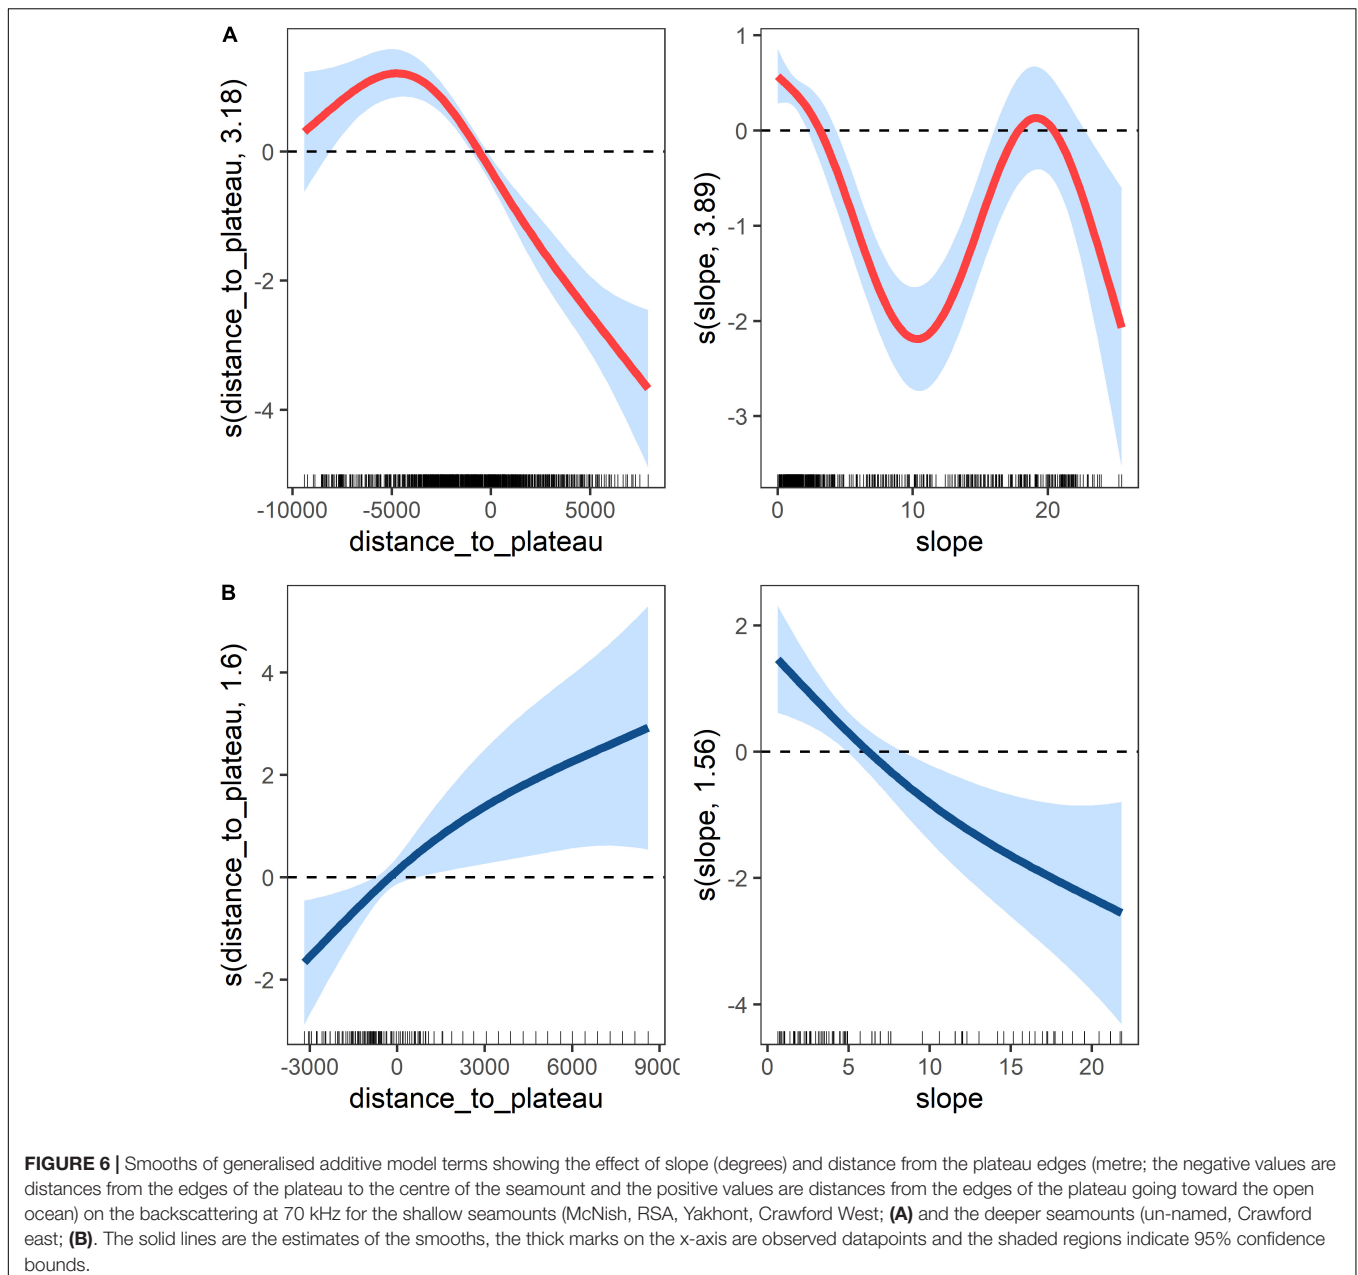 A
s(distance_to_plateau, 3.18)
0
-2
-4
-10000 -5000 0 5000
distance_to_plateau
s(slope, 3.89)
1
0
-1
-2
-3
0 10 20
slope
B
s(distance_to_plateau, 1.6)
4
2
0
-2
-3000 0 3000 6000 9000
distance_to_plateau
s(slope, 1.56)
2
0
-2
-4
0 5 10 15 20
slope
FIGURE 6 | Smooths of generalised additive model terms showing the effect of slope (degrees) and distance from the plateau edges (metre; the negative values are
distances from the edges of the plateau to the centre of the seamount and the positive values are distances from the edges of the plateau going toward the open
ocean) on the backscattering at 70 kHz for the shallow seamounts (McNish, RSA, Yakhont, Crawford West; (A) and the deeper seamounts (un-named, Crawford
east; (B). The solid lines are the estimates of the smooths, the thick marks on the x-axis are observed datapoints and the shaded regions indicate 95% confidence
bounds.